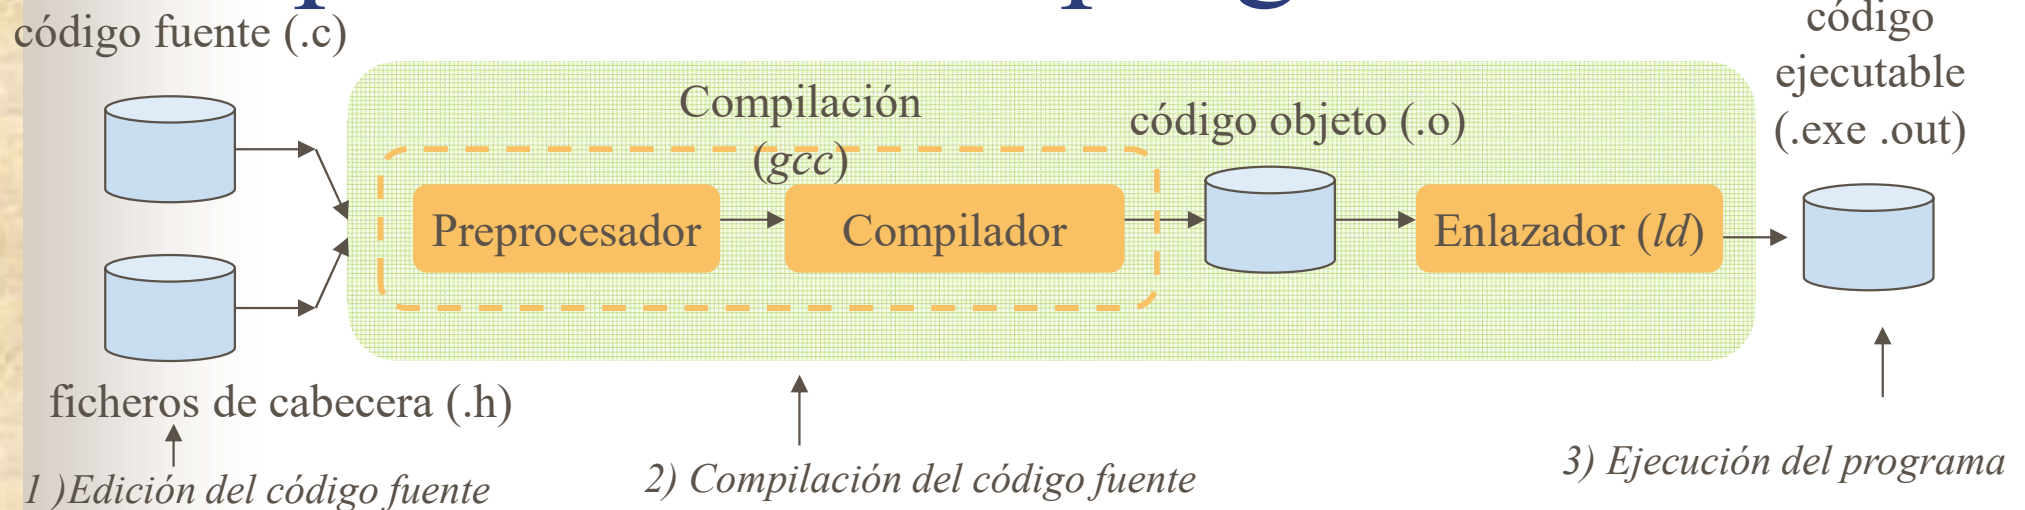 código fuente (.c)
código
ejecutable
(.exe .out)
Compilación
(gcc)
código objeto (.o)
Preprocesador
Compilador
Enlazador (ld)
ficheros de cabecera (.h)
1 )Edición del código fuente
2) Compilación del código fuente
3) Ejecución del programa